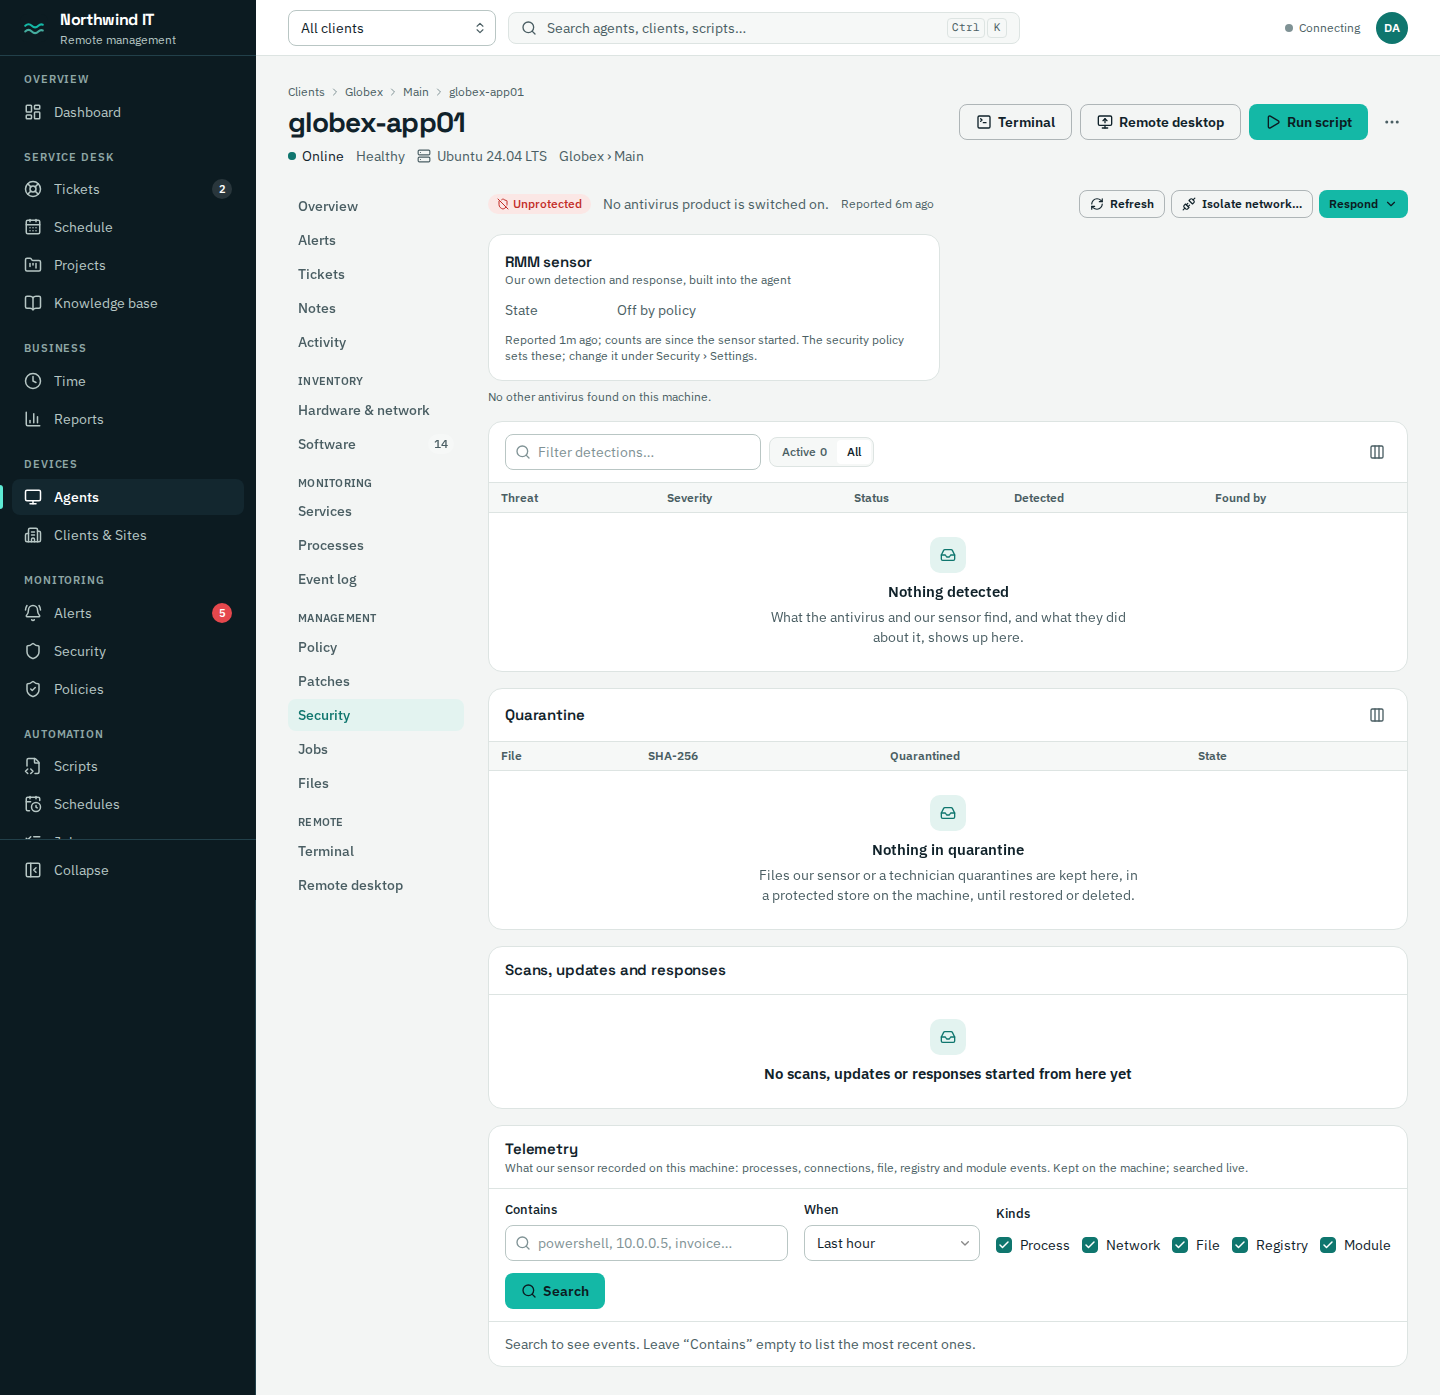 Northwind IT
Remote management
All clients
Search agents, clients, scripts...
Ctrl K
Connecting
DA
OVERVIEW
Dashboard
SERVICE DESK
Tickets 2
Schedule
Projects
Knowledge base
BUSINESS
Time
Reports
DEVICES
Agents
Clients & Sites
MONITORING
Alerts 5
Security
Policies
AUTOMATION
Scripts
Schedules
Collapse
Clients › Globex › Main › globex-app01
globex-app01
Terminal
Remote desktop
Run script
Online Healthy Ubuntu 24.04 LTS Globex › Main
Overview
Alerts
Tickets
Notes
Activity
INVENTORY
Hardware & network
Software 14
MONITORING
Services
Processes
Event log
MANAGEMENT
Policy
Patches
Security
Jobs
Files
REMOTE
Terminal
Remote desktop
Unprotected No antivirus product is switched on. Reported 6m ago
Refresh
Isolate network...
Respond
RMM sensor
Our own detection and response, built into the agent
State Off by policy
Reported 1m ago; counts are since the sensor started. The security policy
sets these; change it under Security › Settings.
No other antivirus found on this machine.
Filter detections...
Active 0 All
Threat Severity Status Detected Found by
Nothing detected
What the antivirus and our sensor find, and what they did
about it, shows up here.
Quarantine
File SHA-256 Quarantined State
Nothing in quarantine
Files our sensor or a technician quarantines are kept here, in
a protected store on the machine, until restored or deleted.
Scans, updates and responses
No scans, updates or responses started from here yet
Telemetry
What our sensor recorded on this machine: processes, connections, file, registry and module events. Kept on the machine; searched live.
Contains When Kinds
powershell, 10.0.0.5, invoice... Last hour Process Network File Registry Module
Search
Search to see events. Leave “Contains” empty to list the most recent ones.